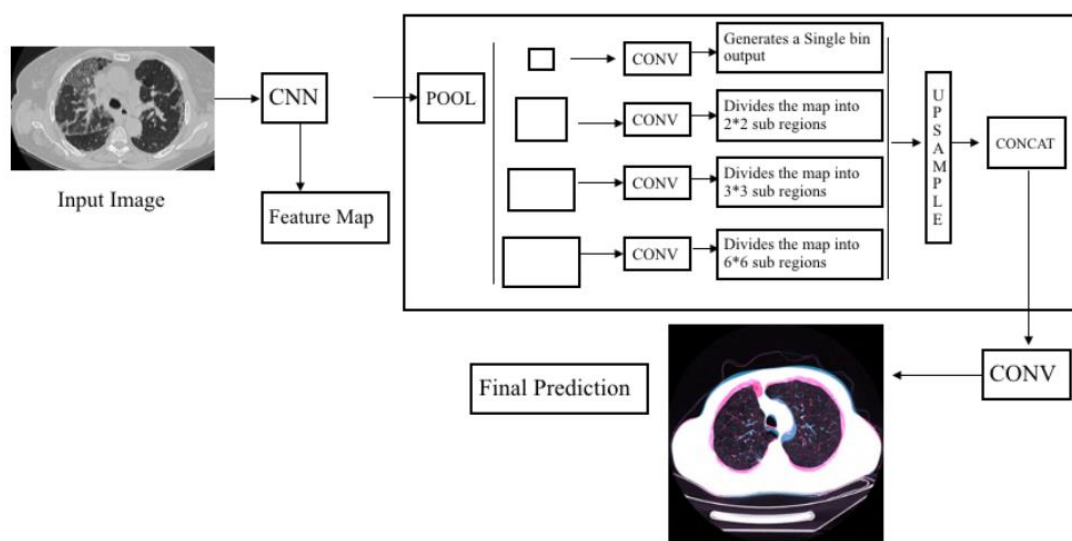 Input Image
CNN
Feature Map
POOL
CONV
Generates a Single bin
output
CONV
Divides the map into
2*2 sub regions
CONV
Divides the map into
3*3 sub regions
CONV
Divides the map into
6*6 sub regions
UPSAMPLE
CONCAT
CONV
Final Prediction